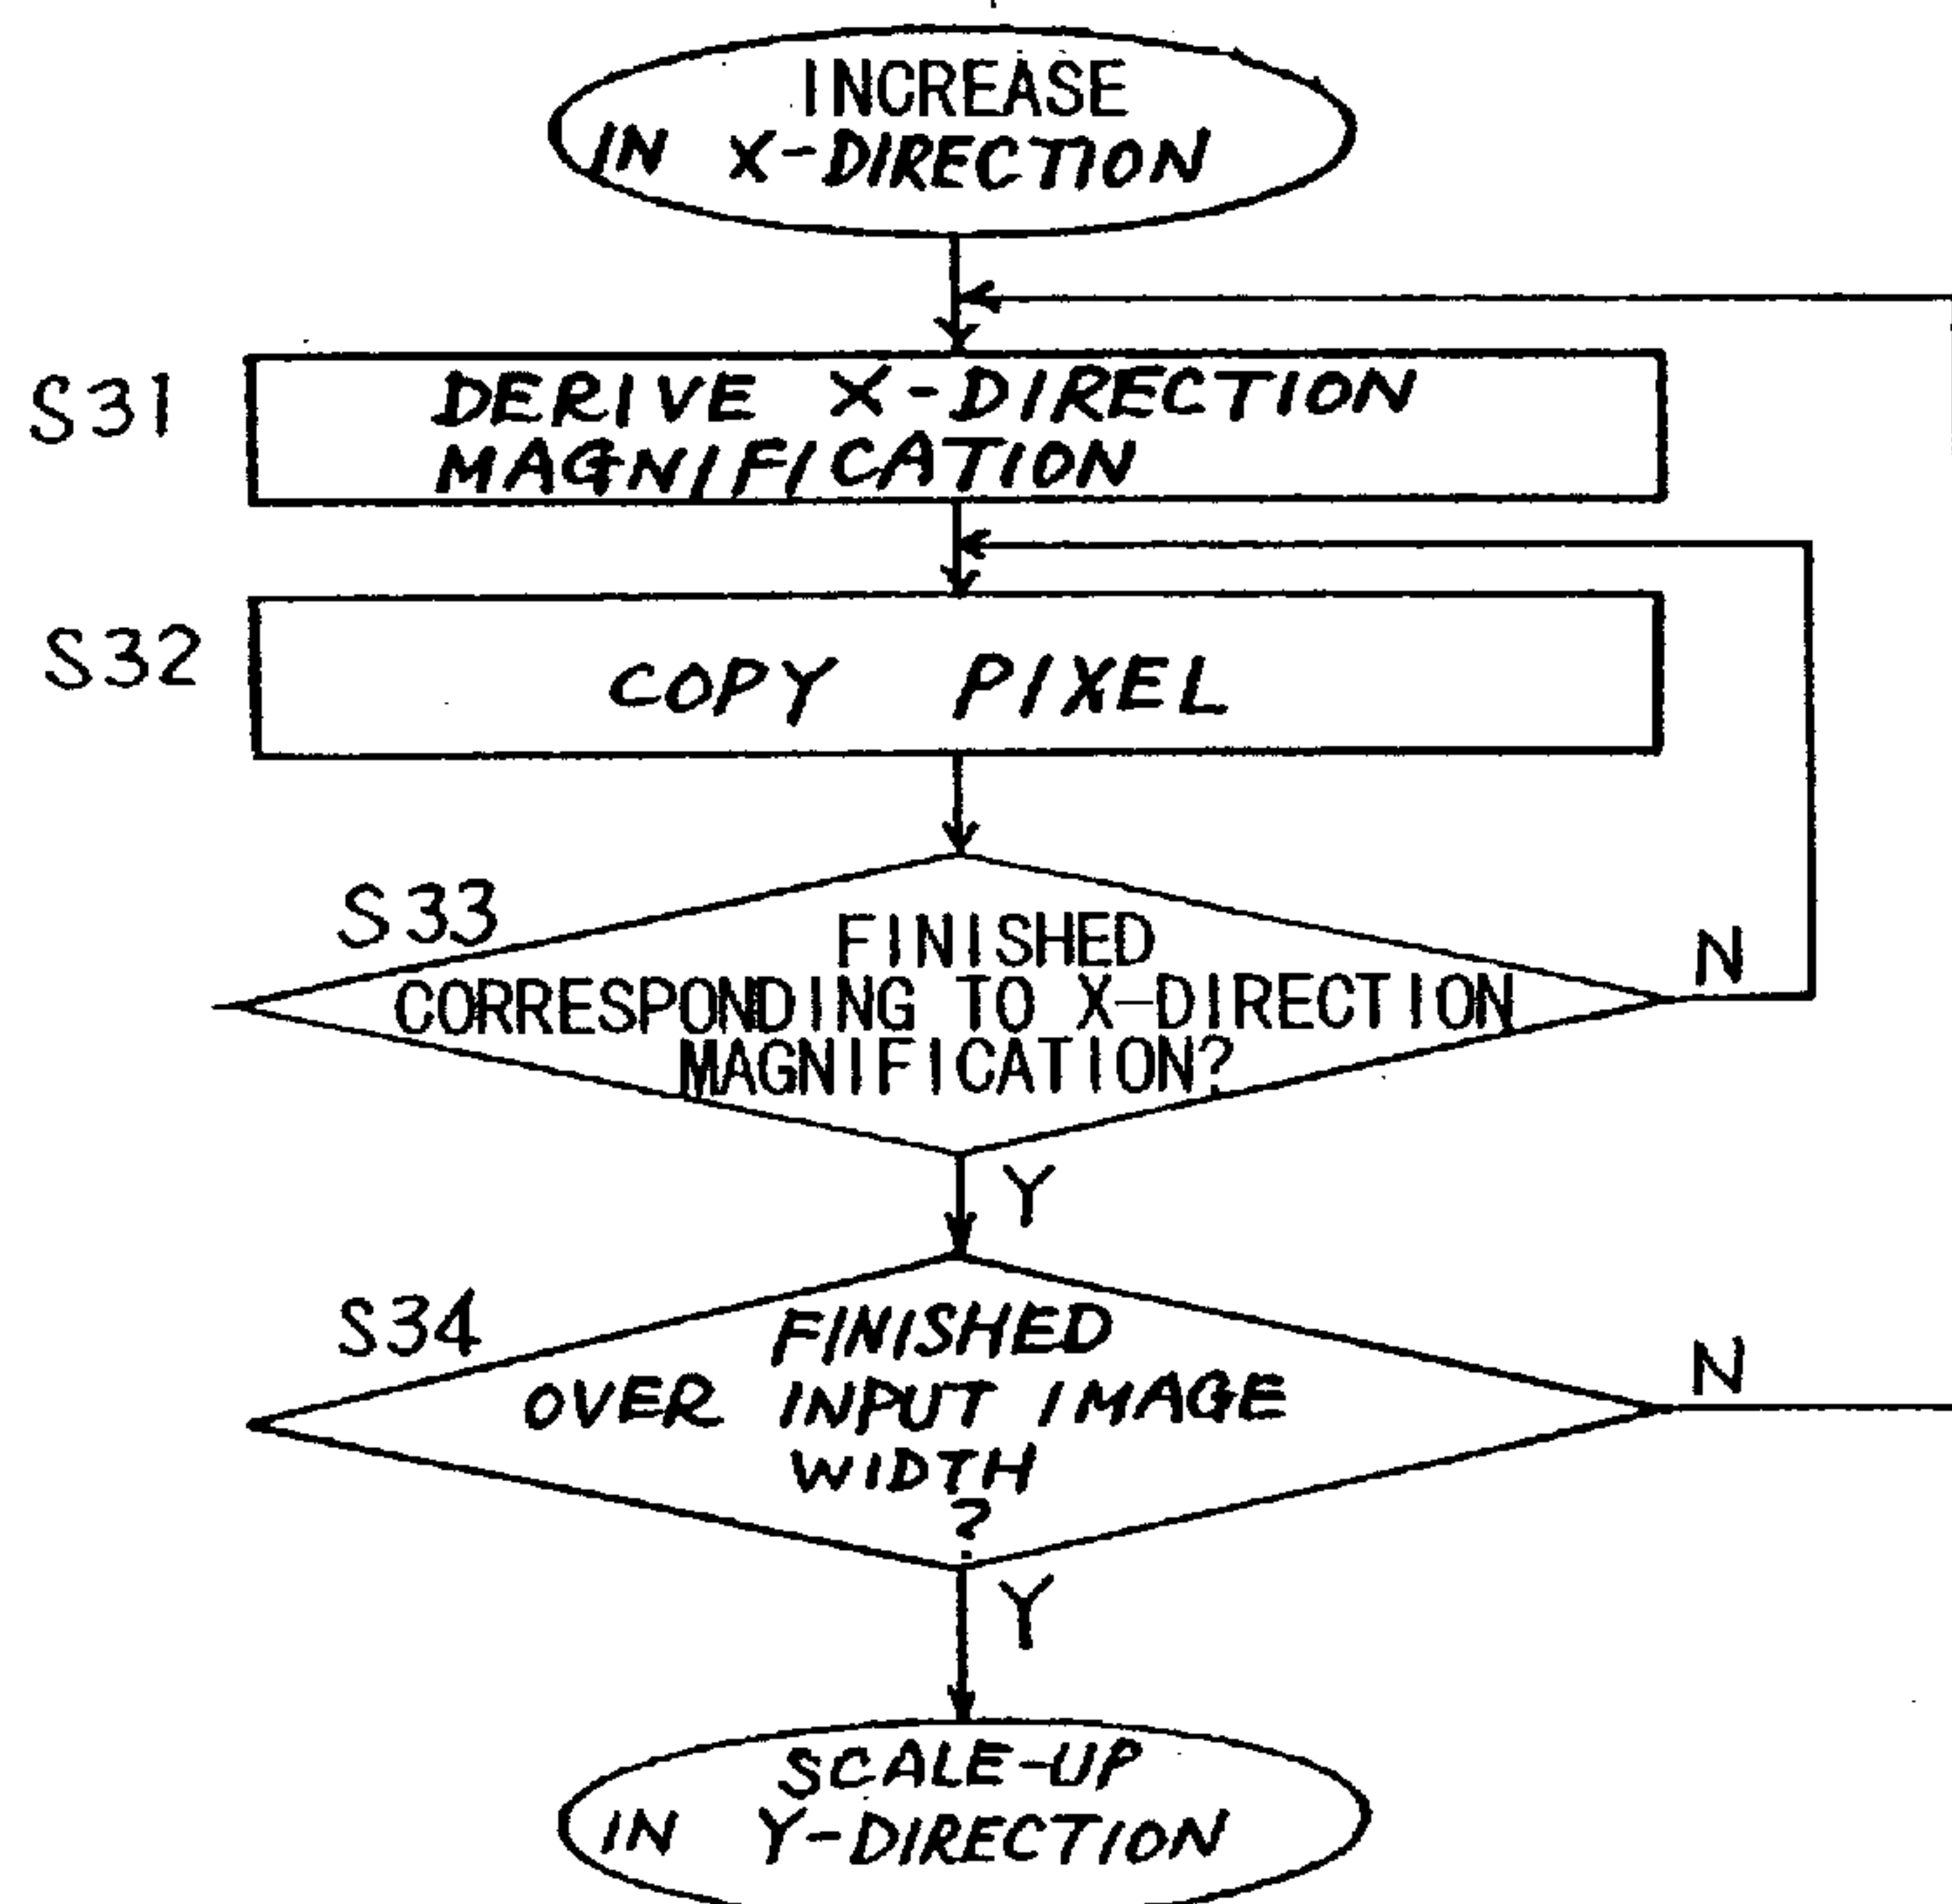 INCREASE
IN X-DIRECTION
S31
DERIVE X-DIRECTION
MAGNIFICATION
S32
COPY PIXEL
S33
FINISHED
CORRESPONDING TO X-DIRECTION
MAGNIFICATION?
N
Y
S34
FINISHED
OVER INPUT IMAGE
WIDTH
?
N
Y
SCALE-UP
IN Y-DIRECTION